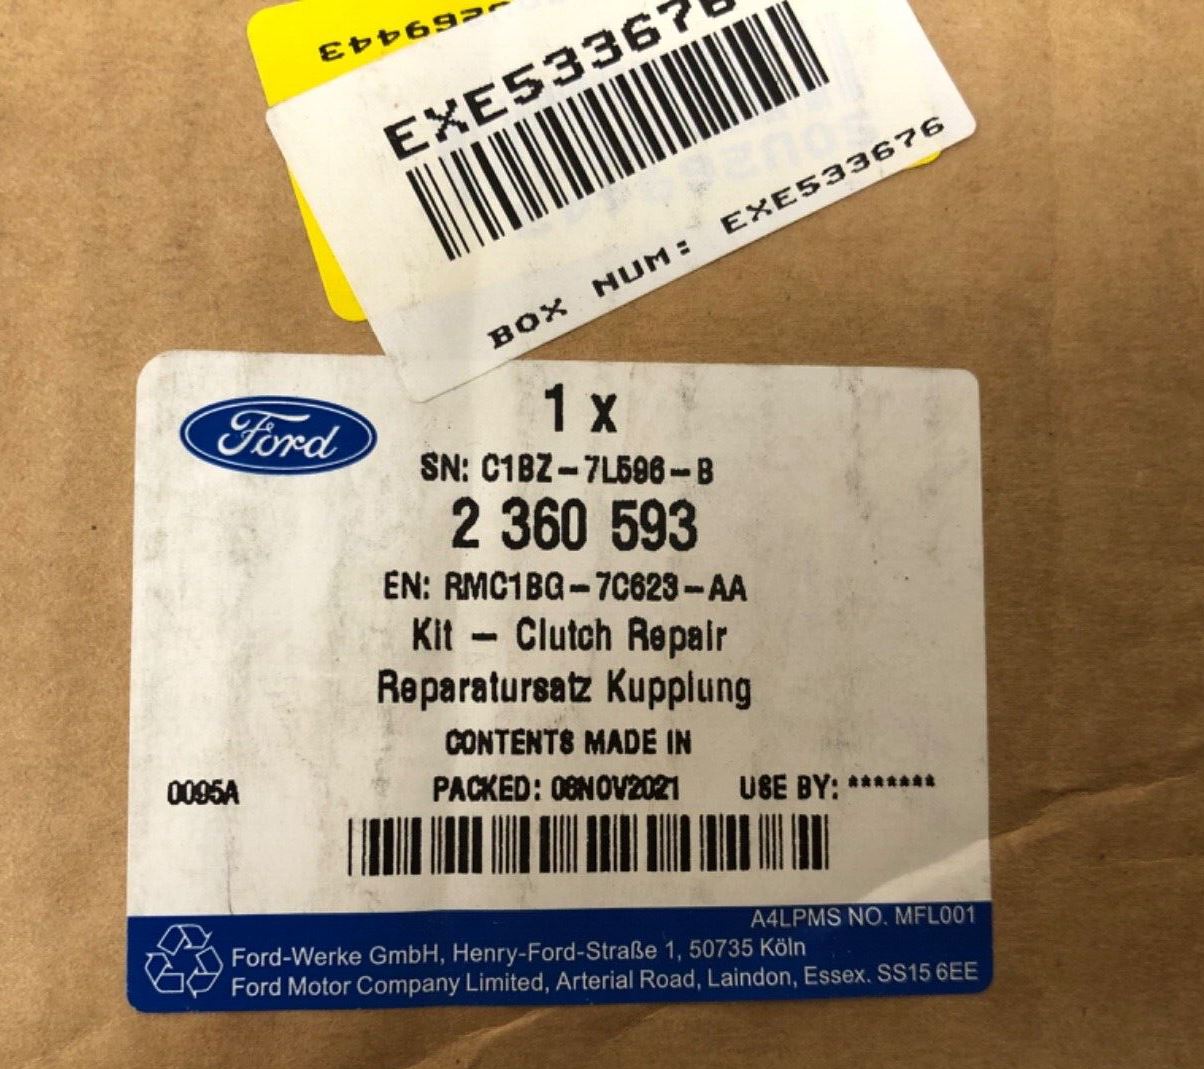 69443
EXE533676
BOX NUM: EXE533676
Ford
1 x
SN: C1BZ-7L596-B
2 360 593
EN: RMC1BG-7C623-AA
Kit - Clutch Repair
Reparatursatz Kupplung
CONTENTS MADE IN
0095A PACKED: 08NOV2021 USE BY: *******
A4LPMS NO. MFL001
Ford-Werke GmbH, Henry-Ford-Straße 1, 50735 Köln
Ford Motor Company Limited, Arterial Road, Laindon, Essex. SS15 6EE